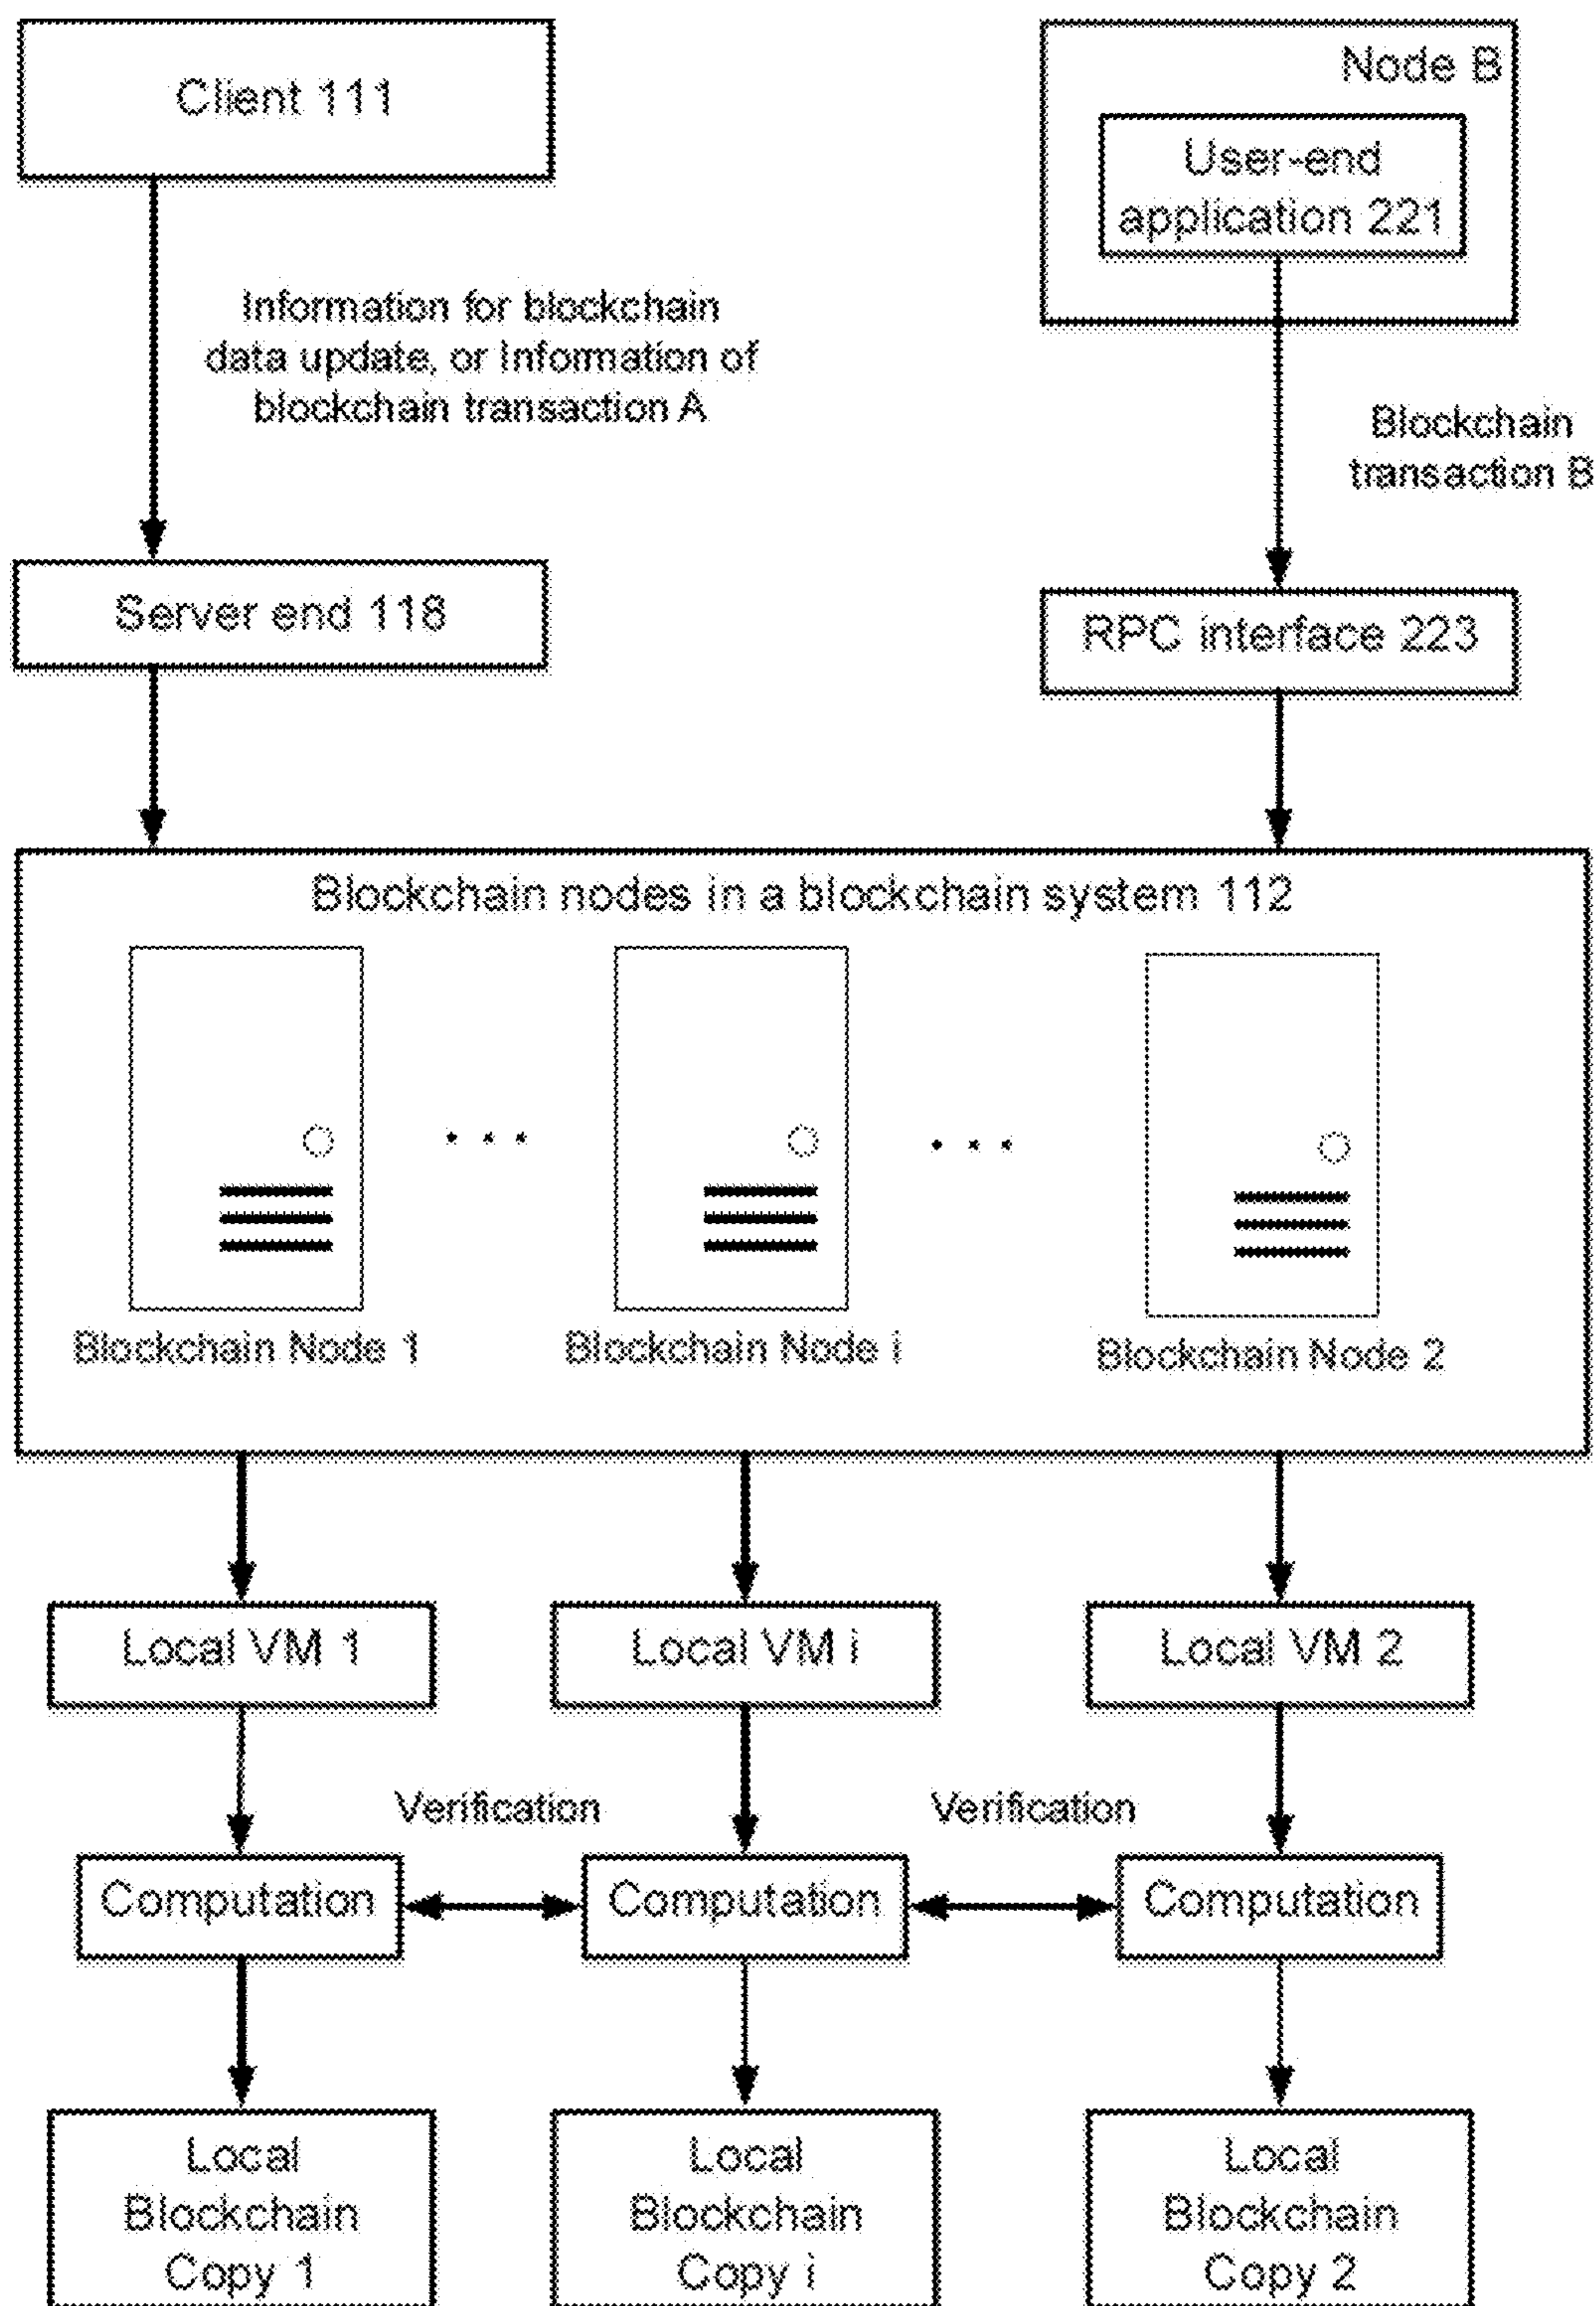 Client 111
Node B
User-end
application 221
Information for blockchain
data update, or Information of
blockchain transaction A
Blockchain
transaction B
Server end 118
RPC interface 223
Blockchain nodes in a blockchain system 112
Blockchain Node 1
Blockchain Node i
Blockchain Node 2
Local VM 1
Local VM i
Local VM 2
Verification
Verification
Computation
Computation
Computation
Local
Blockchain
Copy 1
Local
Blockchain
Copy i
Local
Blockchain
Copy 2